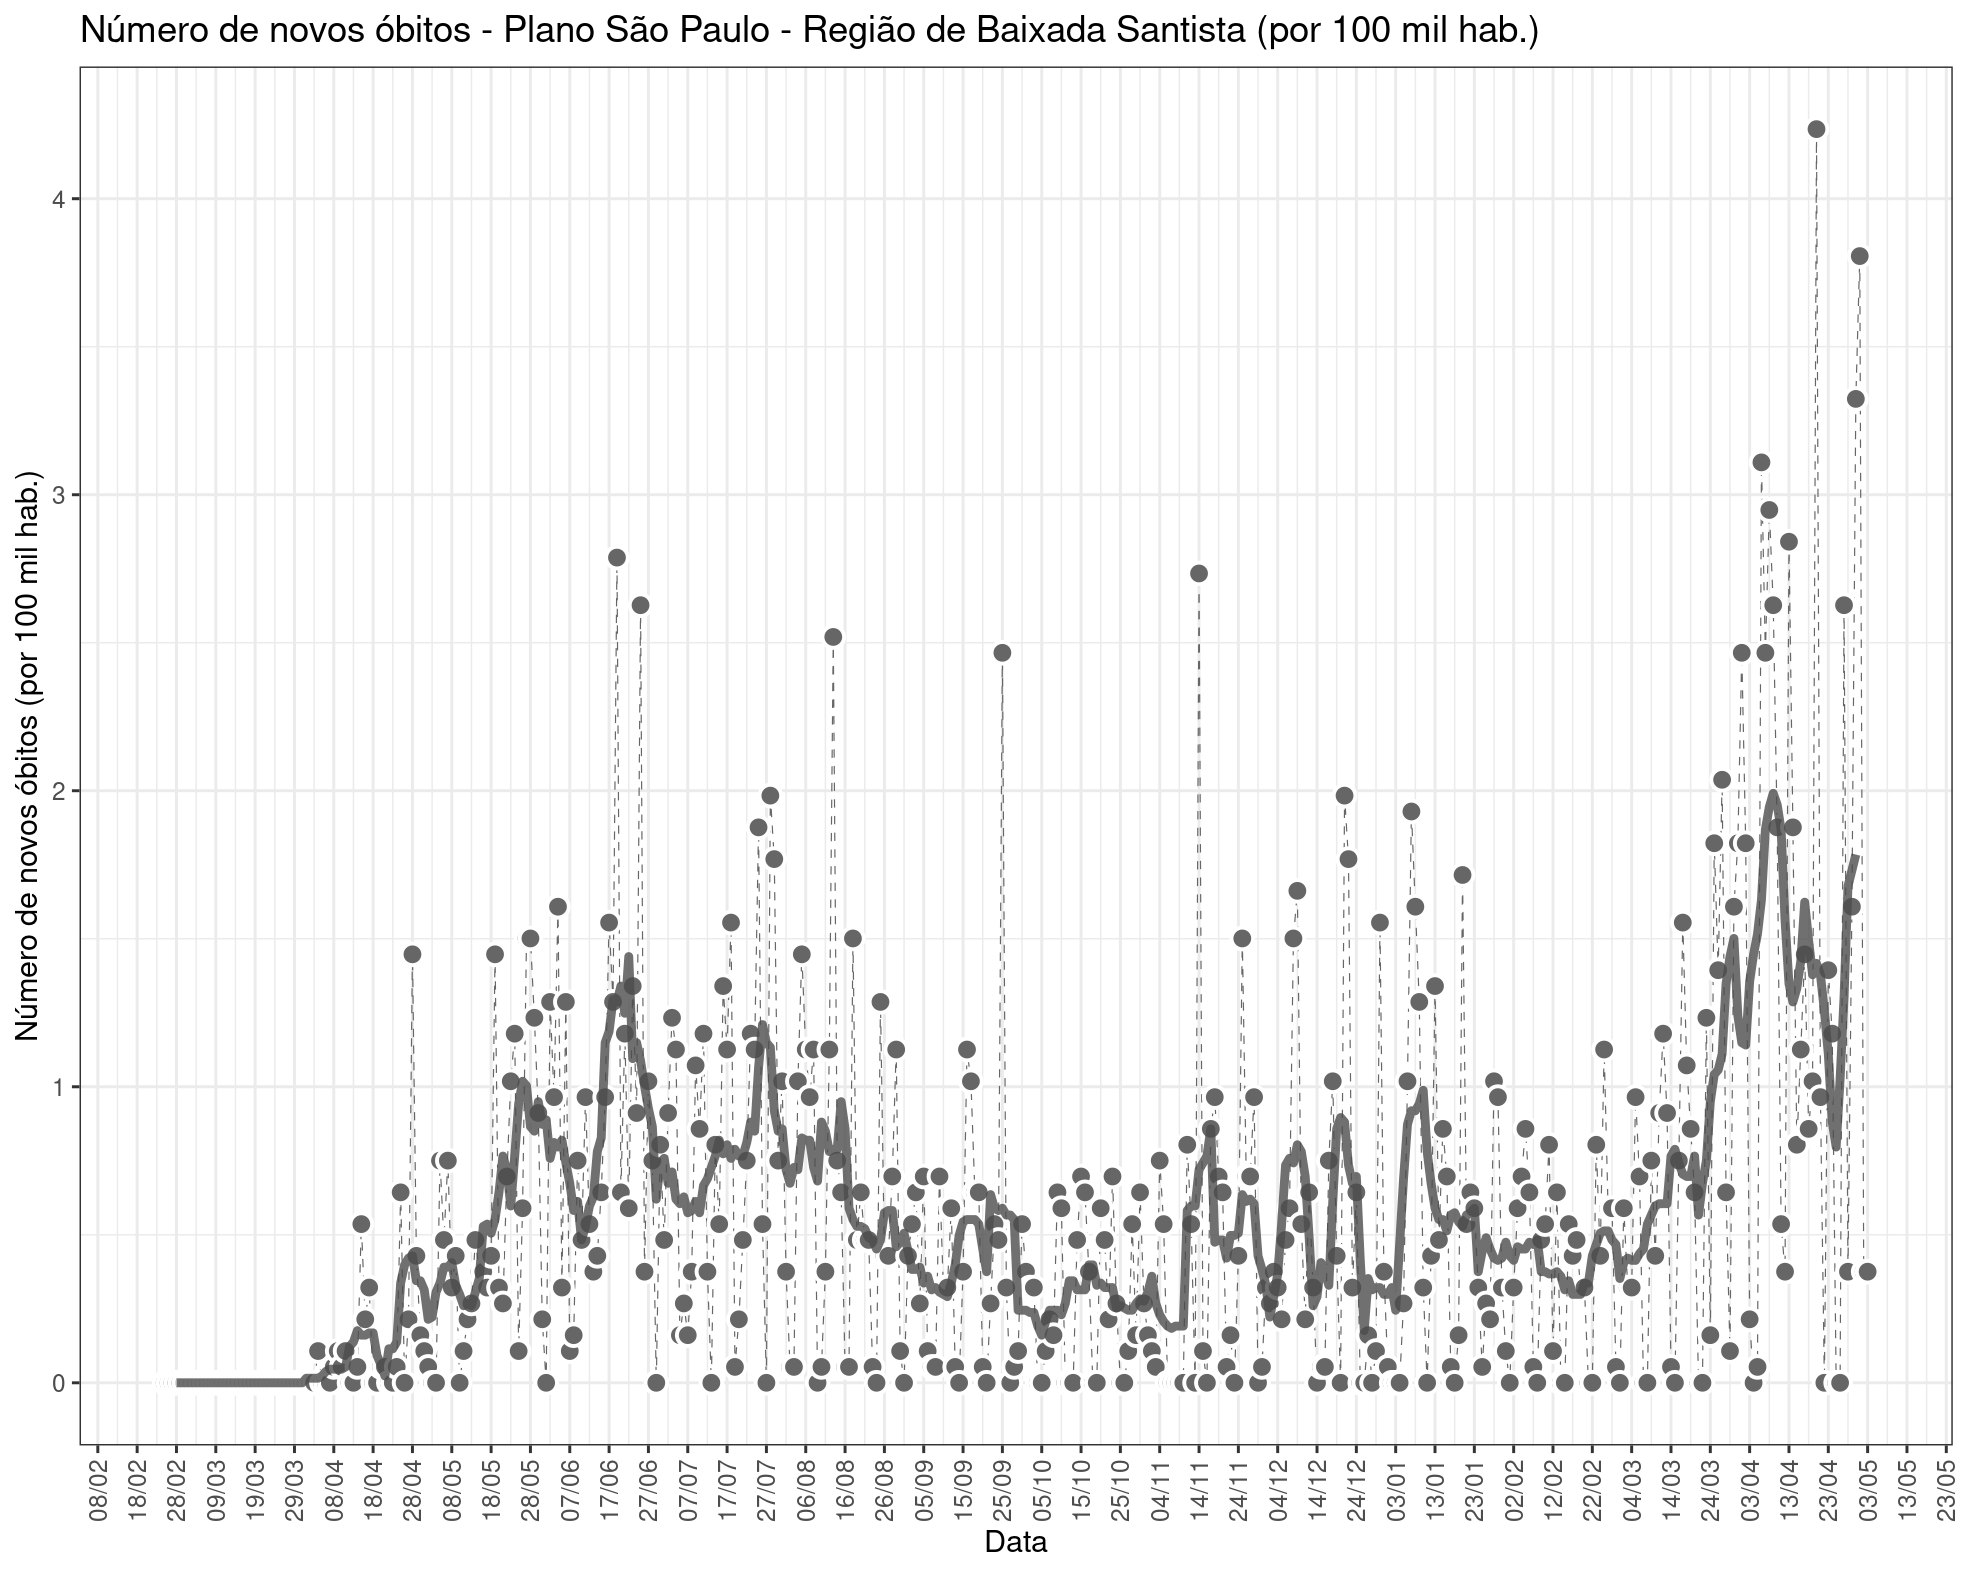 Número de novos óbitos - Plano São Paulo - Região de Baixada Santista (por 100 mil hab.)
Número de novos óbitos (por 100 mil hab.)
4
3
2
1
0
08/02 18/02 28/02 09/03 19/03 29/03 08/04 18/04 28/04 08/05 18/05 28/05 07/06 17/06 27/06 07/07 17/07 27/07 06/08 16/08 26/08 05/09 15/09 25/09 05/10 15/10 25/10 04/11 14/11 24/11 04/12 14/12 24/12 03/01 13/01 23/01 02/02 12/02 22/02 04/03 14/03 24/03 03/04 13/04 23/04 03/05 13/05 23/05
Data